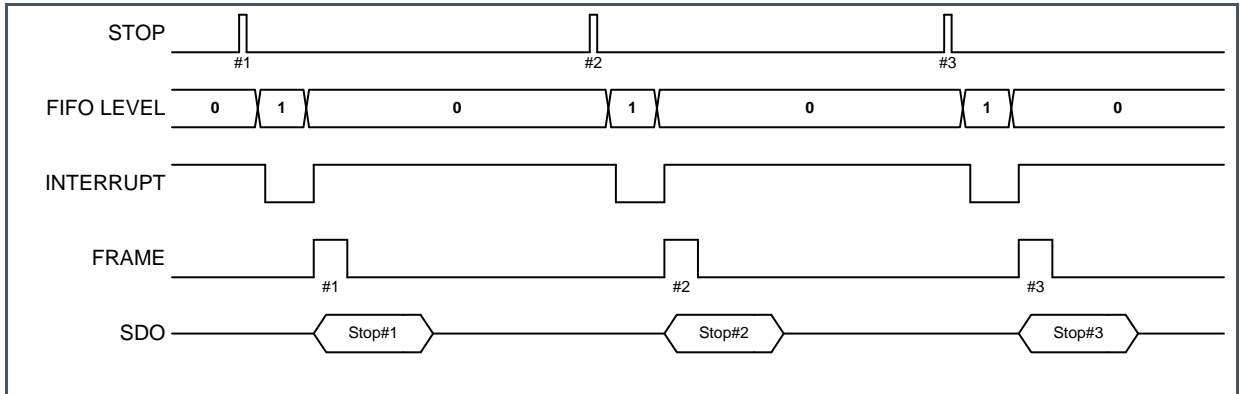 STOP
#1 #2 #3
FIFO LEVEL 0 1 0 1 0 1 0
INTERRUPT
FRAME
#1 #2 #3
SDO Stop#1 Stop#2 Stop#3